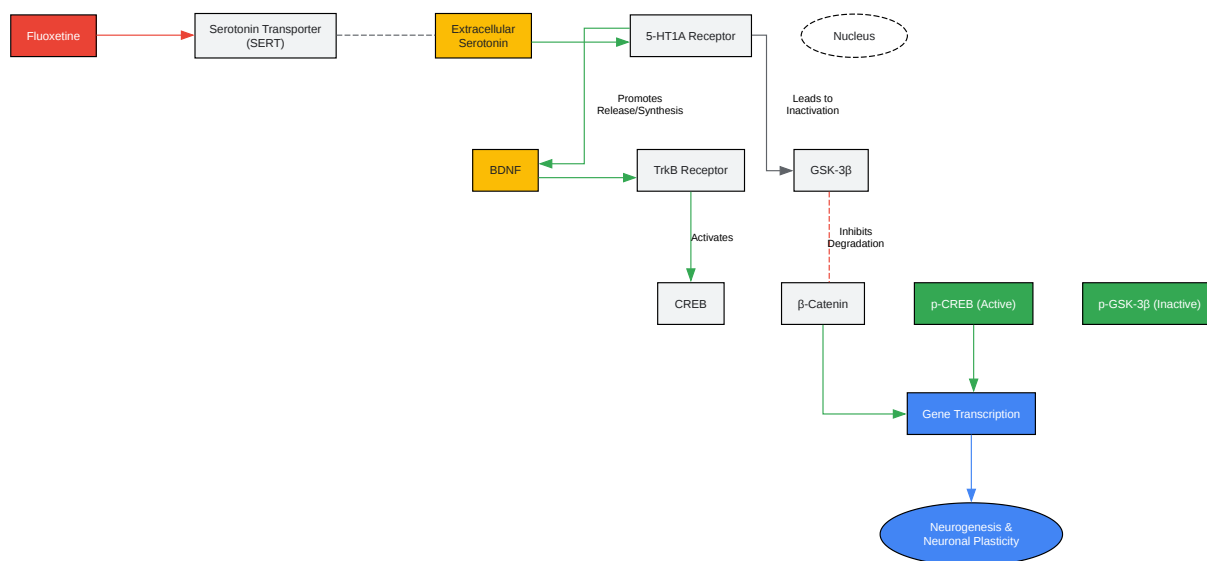 Fluoxetine
Serotonin Transporter
(SERT)
Extracellular
Serotonin
5-HT1A Receptor
Nucleus
Promotes
Release/Synthesis
Leads to
Inactivation
BDNF
TrkB Receptor
GSK-3β
Activates
Inhibits
Degradation
CREB
β-Catenin
p-CREB (Active)
p-GSK-3β (Inactive)
Gene Transcription
Neurogenesis &
Neuronal Plasticity